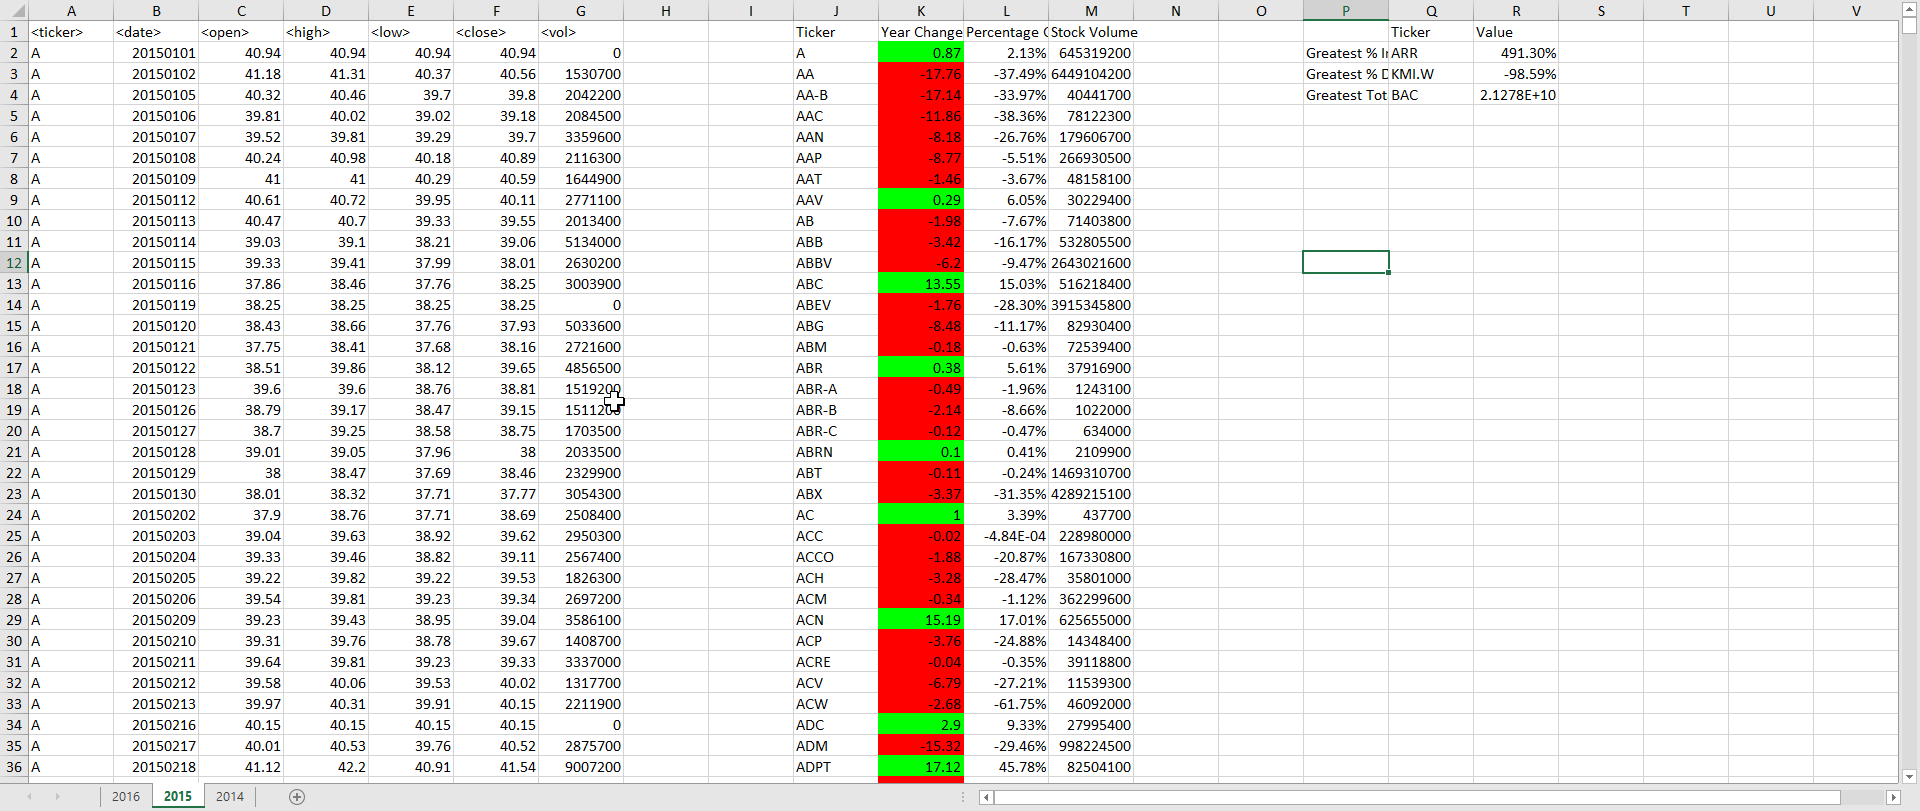 A B C D E F G H I J K L M N O P Q R S T U V
1 <ticker> <date> <open> <high> <low> <close> <vol> Ticker Year Change Percentage Stock Volume Ticker Value
2 A 20150101 40.94 40.94 40.94 40.94 0 A 0.87 2.13% 645319200 Greatest % I ARR 491.30%
3 A 20150102 41.18 41.31 40.37 40.56 1530700 AA -17.76 -37.49% 6449104200 Greatest % D KMI.W -98.59%
4 A 20150105 40.32 40.46 39.7 39.8 2042200 AA-B -17.14 -33.97% 40441700 Greatest Tot BAC 2.1278E+10
5 A 20150106 39.81 40.02 39.02 39.18 2084500 AAC -11.86 -38.36% 78122300
6 A 20150107 39.52 39.81 39.29 39.7 3359600 AAN -8.18 -26.76% 179606700
7 A 20150108 40.24 40.98 40.18 40.89 2116300 AAP -8.77 -5.51% 266930500
8 A 20150109 41 41 40.29 40.59 1644900 AAT -1.46 -3.67% 48158100
9 A 20150112 40.61 40.72 39.95 40.11 2771100 AAV 0.29 6.05% 30229400
10 A 20150113 40.47 40.7 39.33 39.55 2013400 AB -1.98 -7.67% 71403800
11 A 20150114 39.03 39.1 38.21 39.06 5134000 ABB -3.42 -16.17% 532805500
12 A 20150115 39.33 39.41 37.99 38.01 2630200 ABBV -6.2 -9.47% 2643021600
13 A 20150116 37.86 38.46 37.76 38.25 3003900 ABC 13.55 15.03% 516218400
14 A 20150119 38.25 38.25 38.25 38.25 0 ABEV -1.76 -28.30% 3915345800
15 A 20150120 38.43 38.66 37.76 37.93 5033600 ABG -8.48 -11.17% 82930400
16 A 20150121 37.75 38.41 37.68 38.16 2721600 ABM -0.18 -0.63% 72539400
17 A 20150122 38.51 39.86 38.12 39.65 4856500 ABR 0.38 5.61% 37916900
18 A 20150123 39.6 39.6 38.76 38.81 1519200 ABR-A -0.49 -1.96% 1243100
19 A 20150126 38.79 39.17 38.47 39.15 1511200 ABR-B -2.14 -8.66% 1022000
20 A 20150127 38.7 39.25 38.58 38.75 1703500 ABR-C -0.12 -0.47% 634000
21 A 20150128 39.01 39.05 37.96 38 2033500 ABRN 0.1 0.41% 2109900
22 A 20150129 38 38.47 37.69 38.46 2329900 ABT -0.11 -0.24% 1469310700
23 A 20150130 38.01 38.32 37.71 37.77 3054300 ABX -3.37 -31.35% 4289215100
24 A 20150202 37.9 38.76 37.71 38.69 2508400 AC 1 3.39% 437700
25 A 20150203 39.04 39.63 38.92 39.62 2950300 ACC -0.02 -4.84E-04 228980000
26 A 20150204 39.33 39.46 38.82 39.11 2567400 ACCO -1.88 -20.87% 167330800
27 A 20150205 39.22 39.82 39.22 39.53 1826300 ACH -3.28 -28.47% 35801000
28 A 20150206 39.54 39.81 39.23 39.34 2697200 ACM -0.34 -1.12% 362299600
29 A 20150209 39.23 39.43 38.95 39.04 3586100 ACN 15.19 17.01% 625655000
30 A 20150210 39.31 39.76 38.78 39.67 1408700 ACP -3.76 -24.88% 14348400
31 A 20150211 39.64 39.81 39.23 39.33 3337000 ACRE -0.04 -0.35% 39118800
32 A 20150212 39.58 40.06 39.53 40.02 1317700 ACV -6.79 -27.21% 11539300
33 A 20150213 39.97 40.31 39.91 40.15 2211900 ACW -2.68 -61.75% 46092000
34 A 20150216 40.15 40.15 40.15 40.15 0 ADC 2.9 9.33% 27995400
35 A 20150217 40.01 40.53 39.76 40.52 2875700 ADM -15.32 -29.46% 998224500
36 A 20150218 41.12 42.2 40.91 41.54 9007200 ADPT 17.12 45.78% 82504100
2016 2015 2014